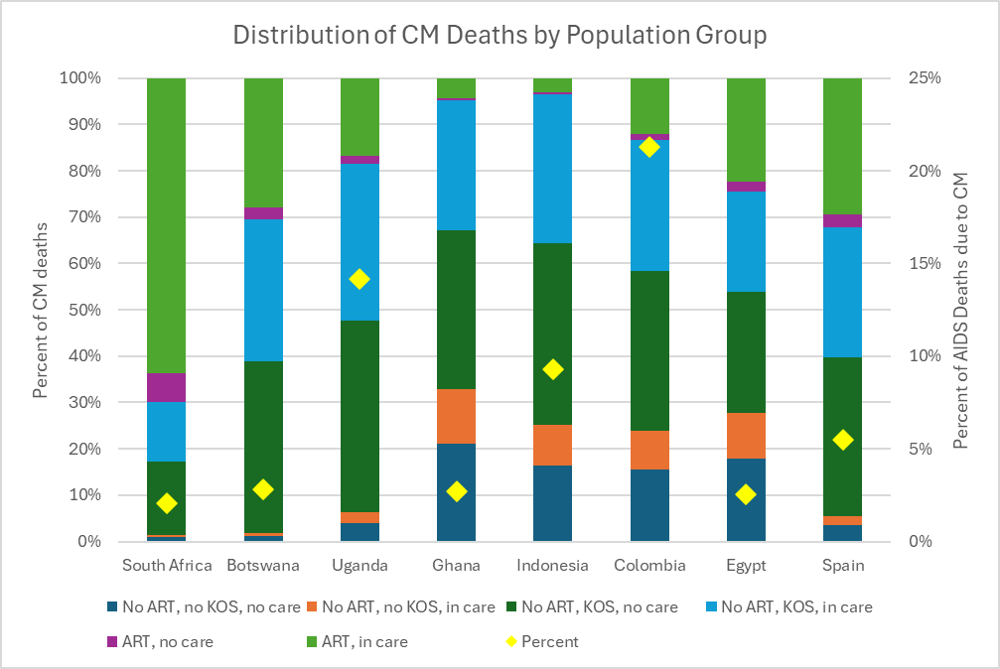 Distribution of CM Deaths by Population Group
100%
90%
80%
70%
60%
50%
40%
30%
20%
10%
0%
Percent of CM deaths
25%
20%
15%
10%
5%
0%
Percent of AIDS Deaths due to CM
South Africa Botswana Uganda Ghana Indonesia Colombia Egypt Spain
No ART, no KOS, no care No ART, no KOS, in care No ART, KOS, no care No ART, KOS, in care
ART, no care ART, in care Percent